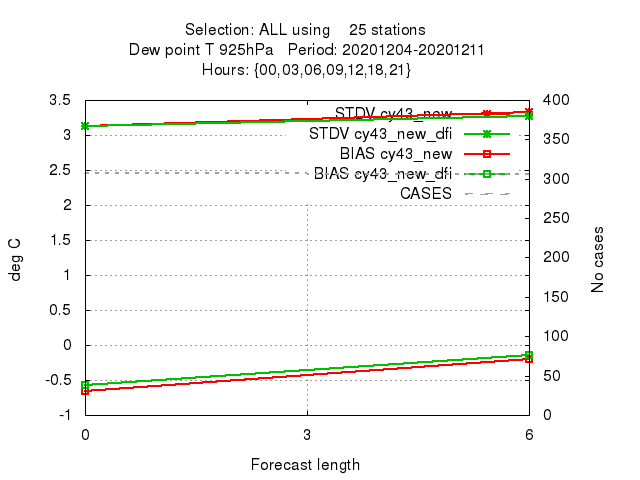 Selection: ALL using    25 stations
Dew point T 925hPa   Period: 20201204-20201211
Hours: {00,03,06,09,12,18,21}
3.5
3
2.5
2
1.5
1
0.5
0
-0.5
-1
deg C
STDV cy43_new
STDV cy43_new_dfi
BIAS cy43_new
BIAS cy43_new_dfi
CASES
400
350
300
250
200
150
100
50
0
No cases
0 3 6
Forecast length